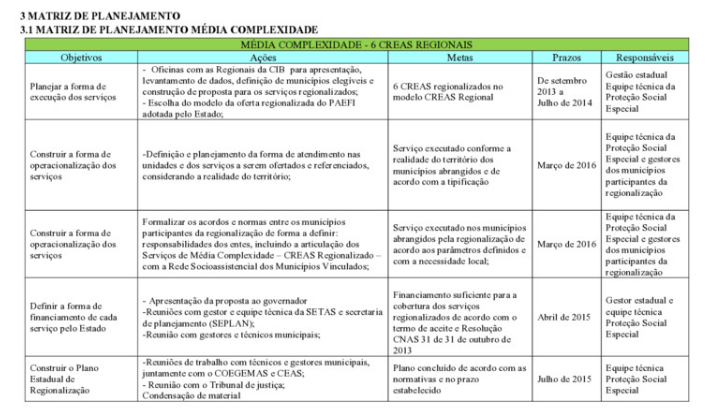 3 MATRIZ DE PLANEJAMENTO
3.1 MATRIZ DE PLANEJAMENTO MÉDIA COMPLEXIDADE
MÉDIA COMPLEXIDADE - 6 CREAS REGIONAIS
Objetivos Ações Metas Prazos Responsáveis
Planejar a forma de
execução dos serviços
- Oficinas com as Regionais da CIB para apresentação,
levantamento de dados, definição de municípios elegíveis e
construção de proposta para os serviços regionalizados;
- Escolha do modelo da oferta regionalizada do PAEFI
adotada pelo Estado;
6 CREAS regionalizados no
modelo CREAS Regional
De setembro
2013 a
Julho de 2014
Gestão estadual
Equipe técnica da
Proteção Social
Especial
Construir a forma de
operacionalização dos
serviços
-Definição e planejamento da forma de atendimento nas
unidades e dos serviços a serem ofertados e referenciados,
considerando a realidade do território;
Serviço executado conforme a
realidade do território dos
municípios abrangidos e de
acordo com a tipificação
Março de 2016
Equipe técnica da
Proteção Social
Especial e gestores
dos municípios
participantes da
regionalização
Construir a forma de
operacionalização dos
serviços
Formalizar os acordos e normas entre os municípios
participantes da regionalização de forma a definir:
responsabilidades dos entes, incluindo a articulação dos
Serviços de Média Complexidade – CREAS Regionalizado –
com a Rede Socioassistencial dos Municípios Vinculados;
Serviço executado nos municípios
abrangidos pela regionalização de
acordo aos parâmetros definidos e
com a necessidade local;
Março de 2016
Equipe técnica da
Proteção Social
Especial e gestores
dos municípios
participantes da
regionalização
Definir a forma de
financiamento de cada
serviço pelo Estado
- Apresentação da proposta ao governador
-Reuniões com gestor e equipe técnica da SETAS e secretaria
de planejamento (SEPLAN);
-Reunião com gestores e técnicos municipais;
Financiamento suficiente para a
cobertura dos serviços
regionalizados de acordo com o
termo de aceite e Resolução
CNAS 31 de 31 de outubro de
2013
Abril de 2015
Gestor estadual e
equipe técnica
Proteção Social
Especial
Construir o Plano
Estadual de
Regionalização
-Reuniões de trabalho com técnicos e gestores municipais,
juntamente com o COEGEMAS e CEAS;
- Reunião com o Tribunal de justiça;
Condensação de material
Plano concluído de acordo com as
normativas e no prazo
estabelecido
Julho de 2015
Equipe técnica
Proteção Social
Especial